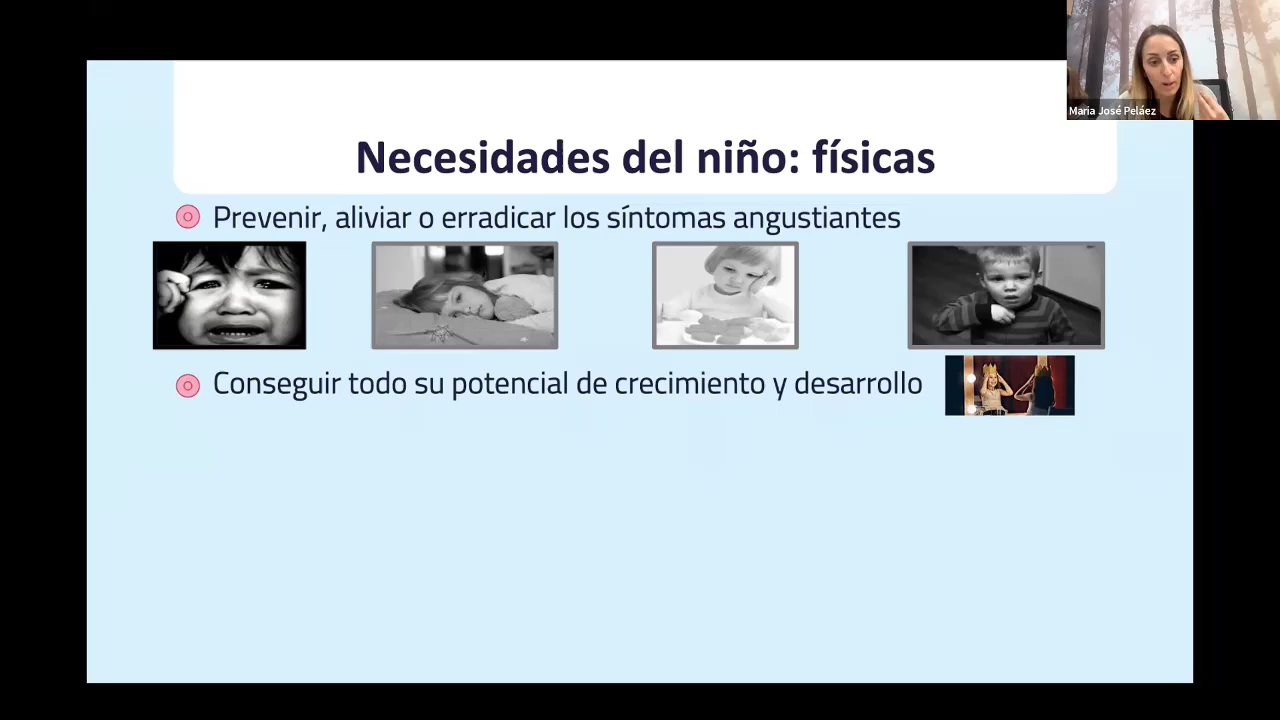 Maria José Peláez
Necesidades del niño: físicas
Prevenir, aliviar o erradicar los síntomas angustiantes
Conseguir todo su potencial de crecimiento y desarrollo